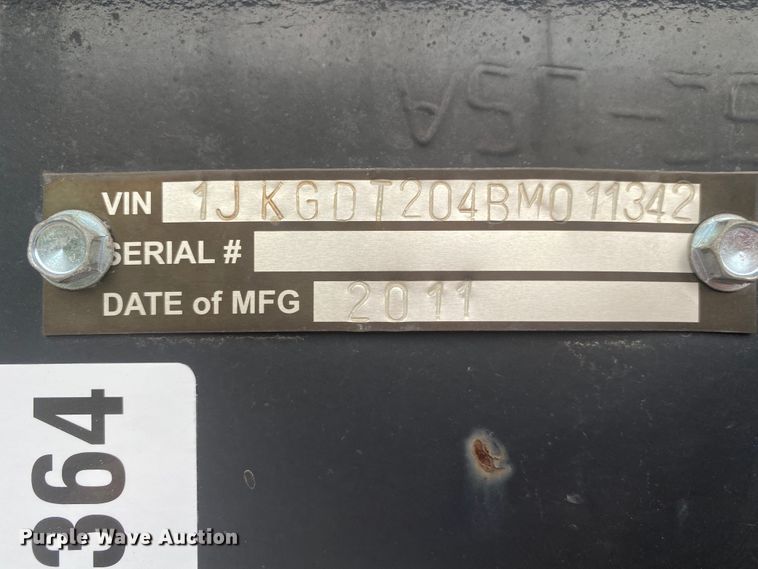 VIN 1JKGDT204BM011342
SERIAL #
DATE of MFG 2011
364
Purple Wave Auction